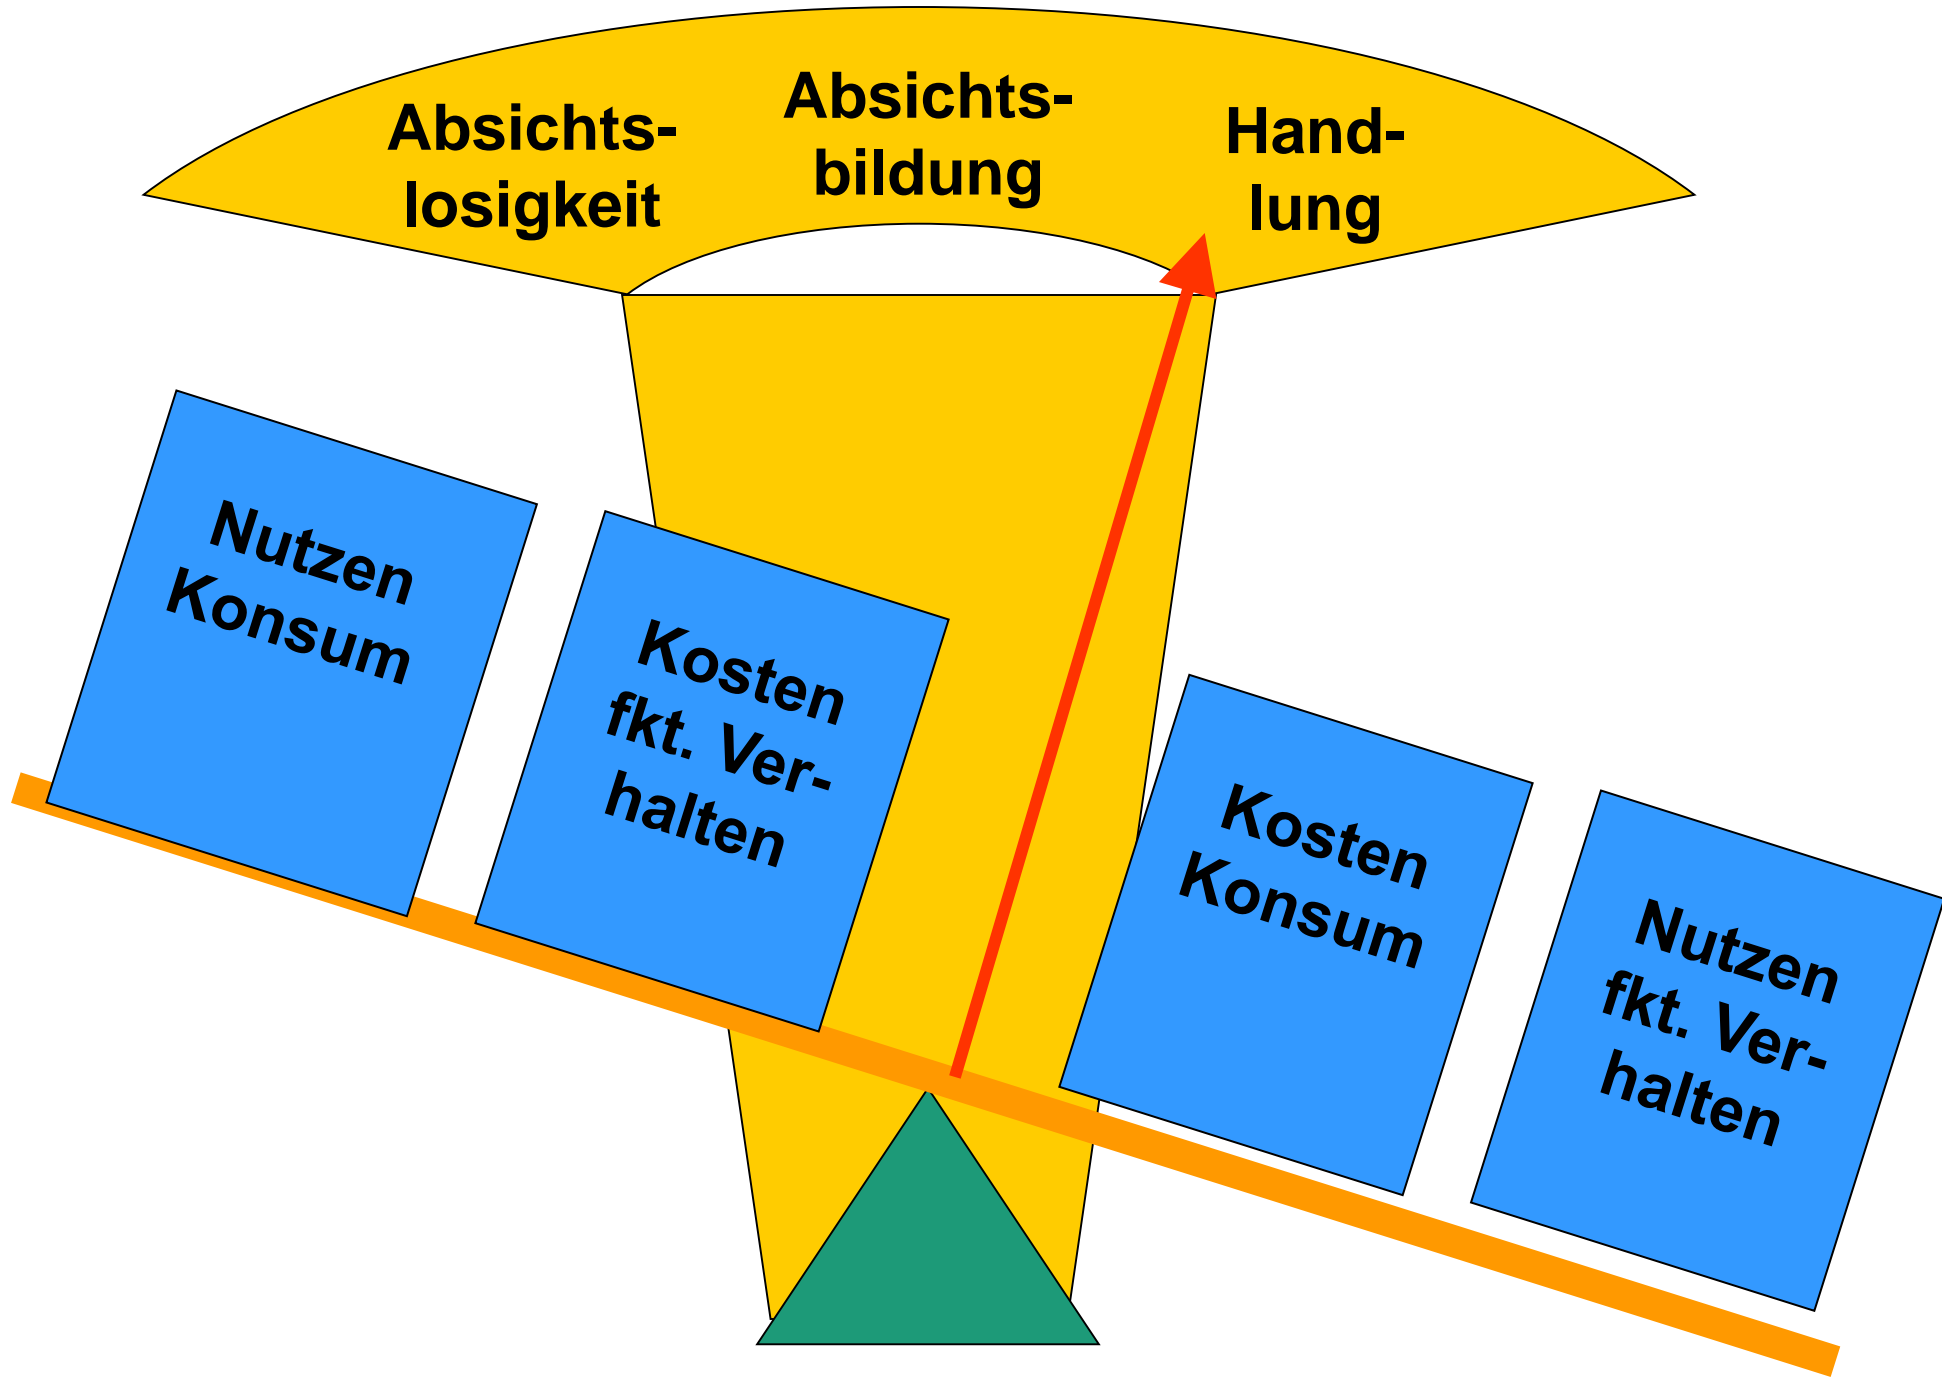 Absichts-
losigkeit
Absichts-
bildung
Hand-
lung
Nutzen
Konsum
Kosten
fkt. Ver-
halten
Kosten
Konsum
Nutzen
fkt. Ver-
halten